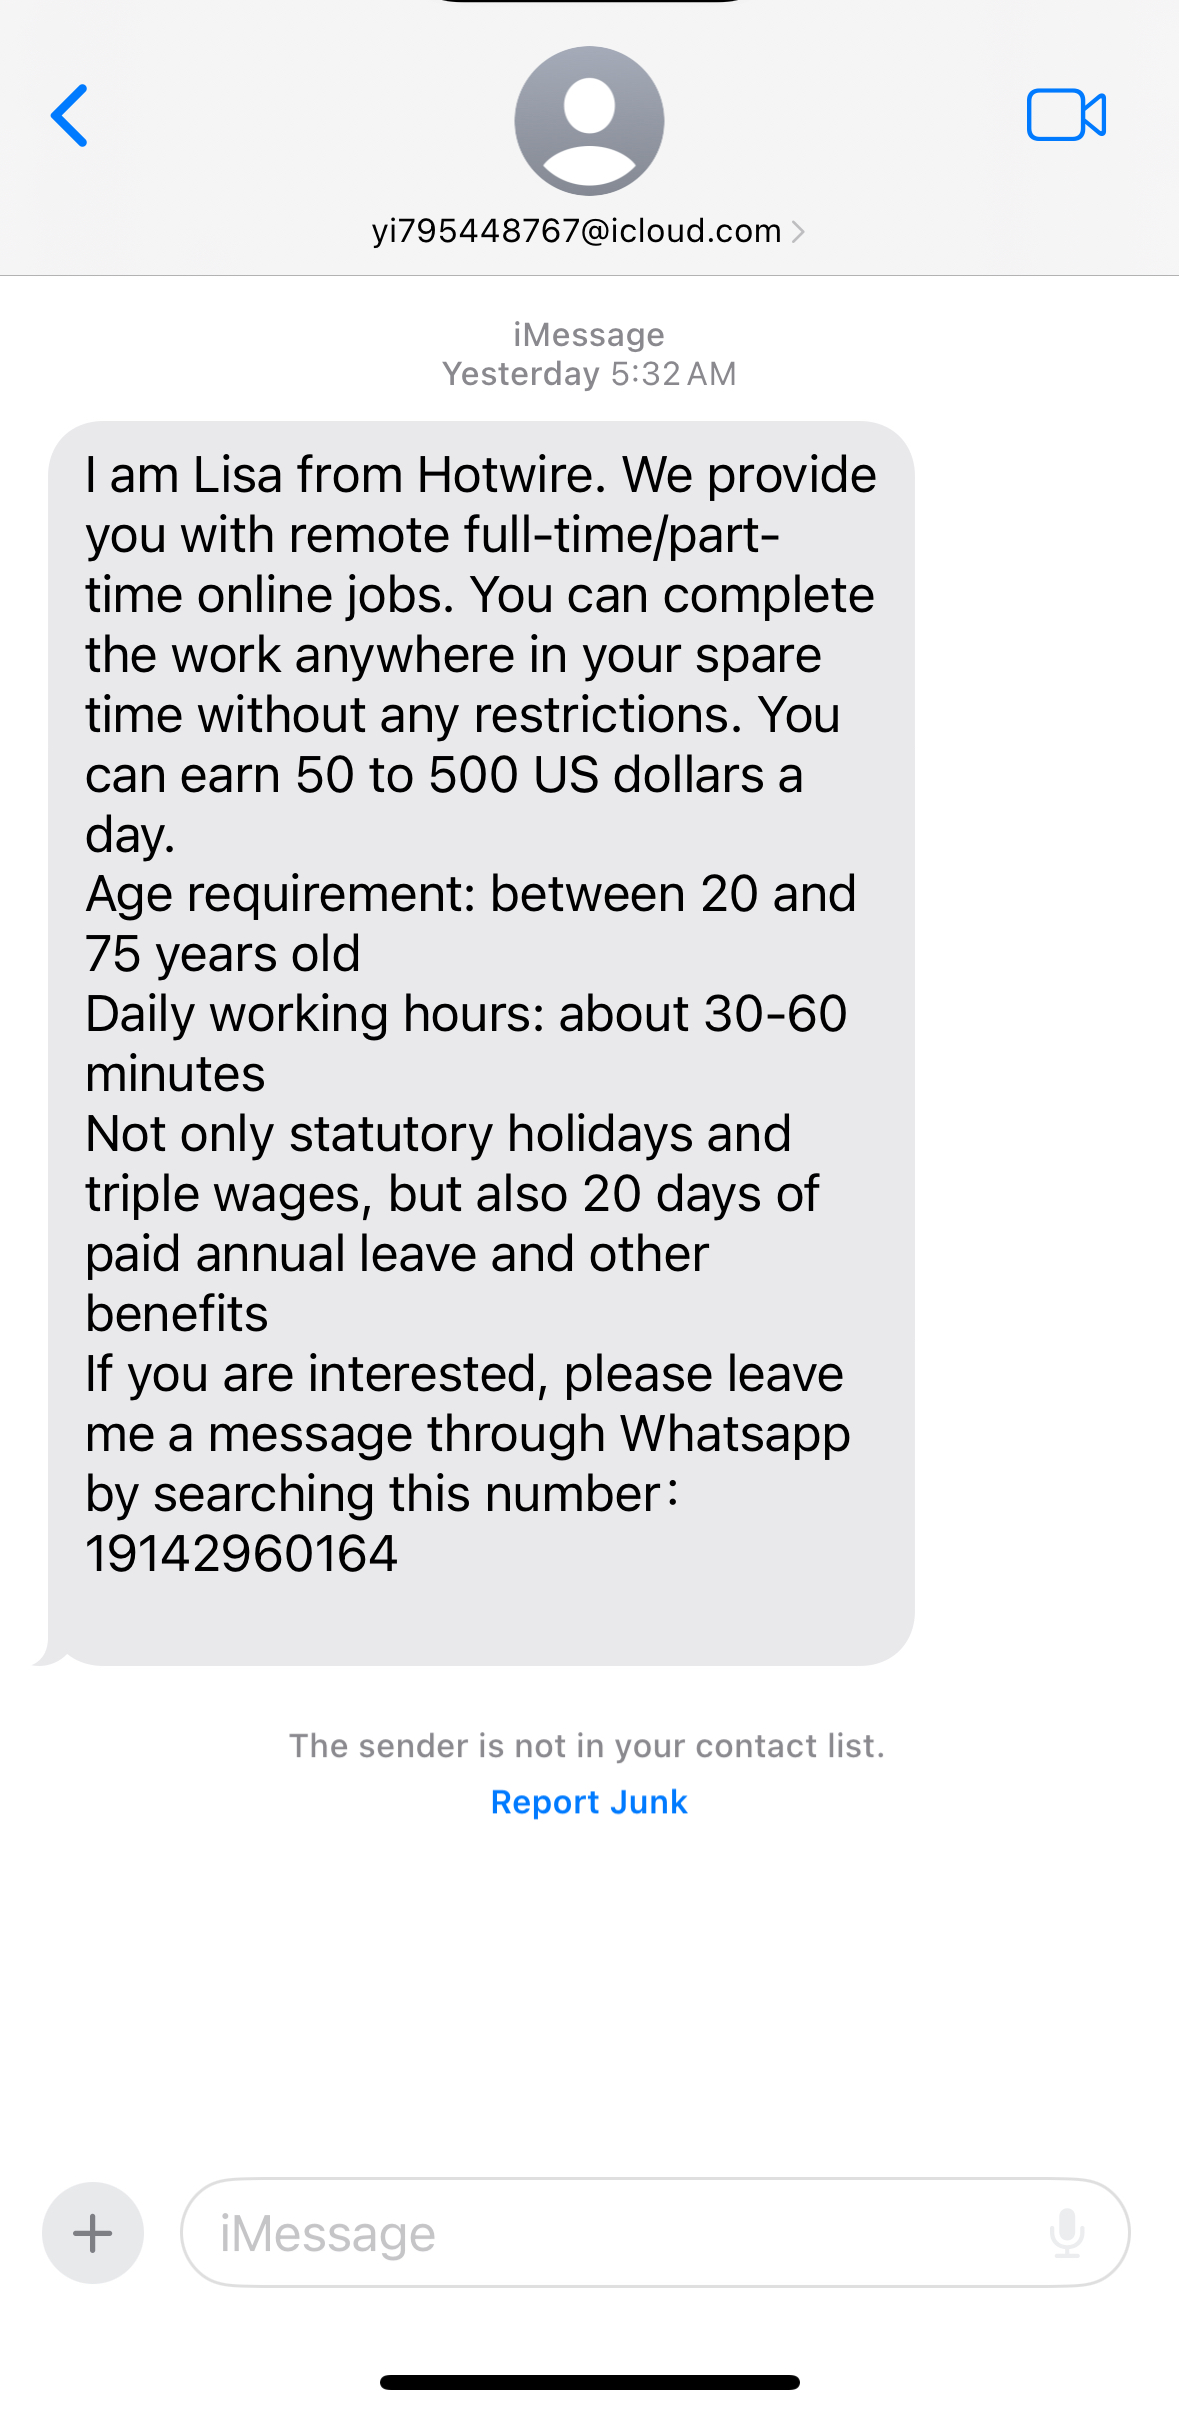 yi795448767@icloud.com
iMessage
Yesterday 5:32 AM
I am Lisa from Hotwire. We provide
you with remote full-time/part-
time online jobs. You can complete
the work anywhere in your spare
time without any restrictions. You
can earn 50 to 500 US dollars a
day.
Age requirement: between 20 and
75 years old
Daily working hours: about 30-60
minutes
Not only statutory holidays and
triple wages, but also 20 days of
paid annual leave and other
benefits
If you are interested, please leave
me a message through Whatsapp
by searching this number：
19142960164
The sender is not in your contact list.
Report Junk
iMessage